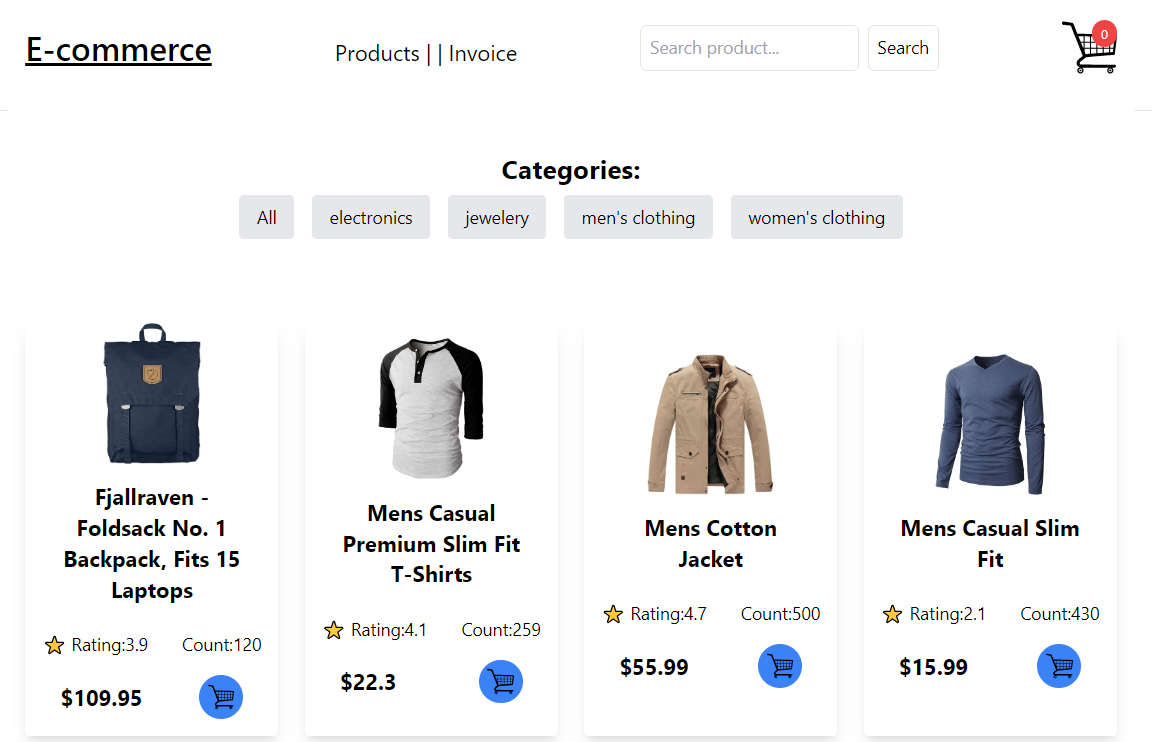 E-commerce
Products | | Invoice
Search product...
Search
0
Categories:
All
electronics
jewelery
men's clothing
women's clothing
Fjallraven -
Foldsack No. 1
Backpack, Fits 15
Laptops
Rating:3.9
Count:120
$109.95
Mens Casual
Premium Slim Fit
T-Shirts
Rating:4.1
Count:259
$22.3
Mens Cotton
Jacket
Rating:4.7
Count:500
$55.99
Mens Casual Slim
Fit
Rating:2.1
Count:430
$15.99